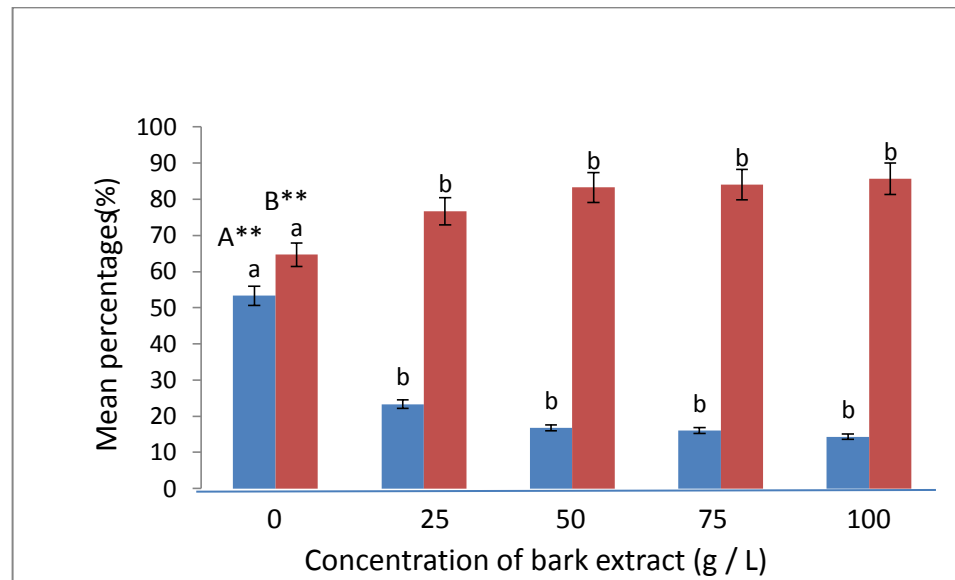 Mean percentages(%)
100
90
80
70
60
50
40
30
20
10
0
A**
a
B**
a
b
b
b
b
b
b
b
b
0 25 50 75 100
Concentration of bark extract (g / L)